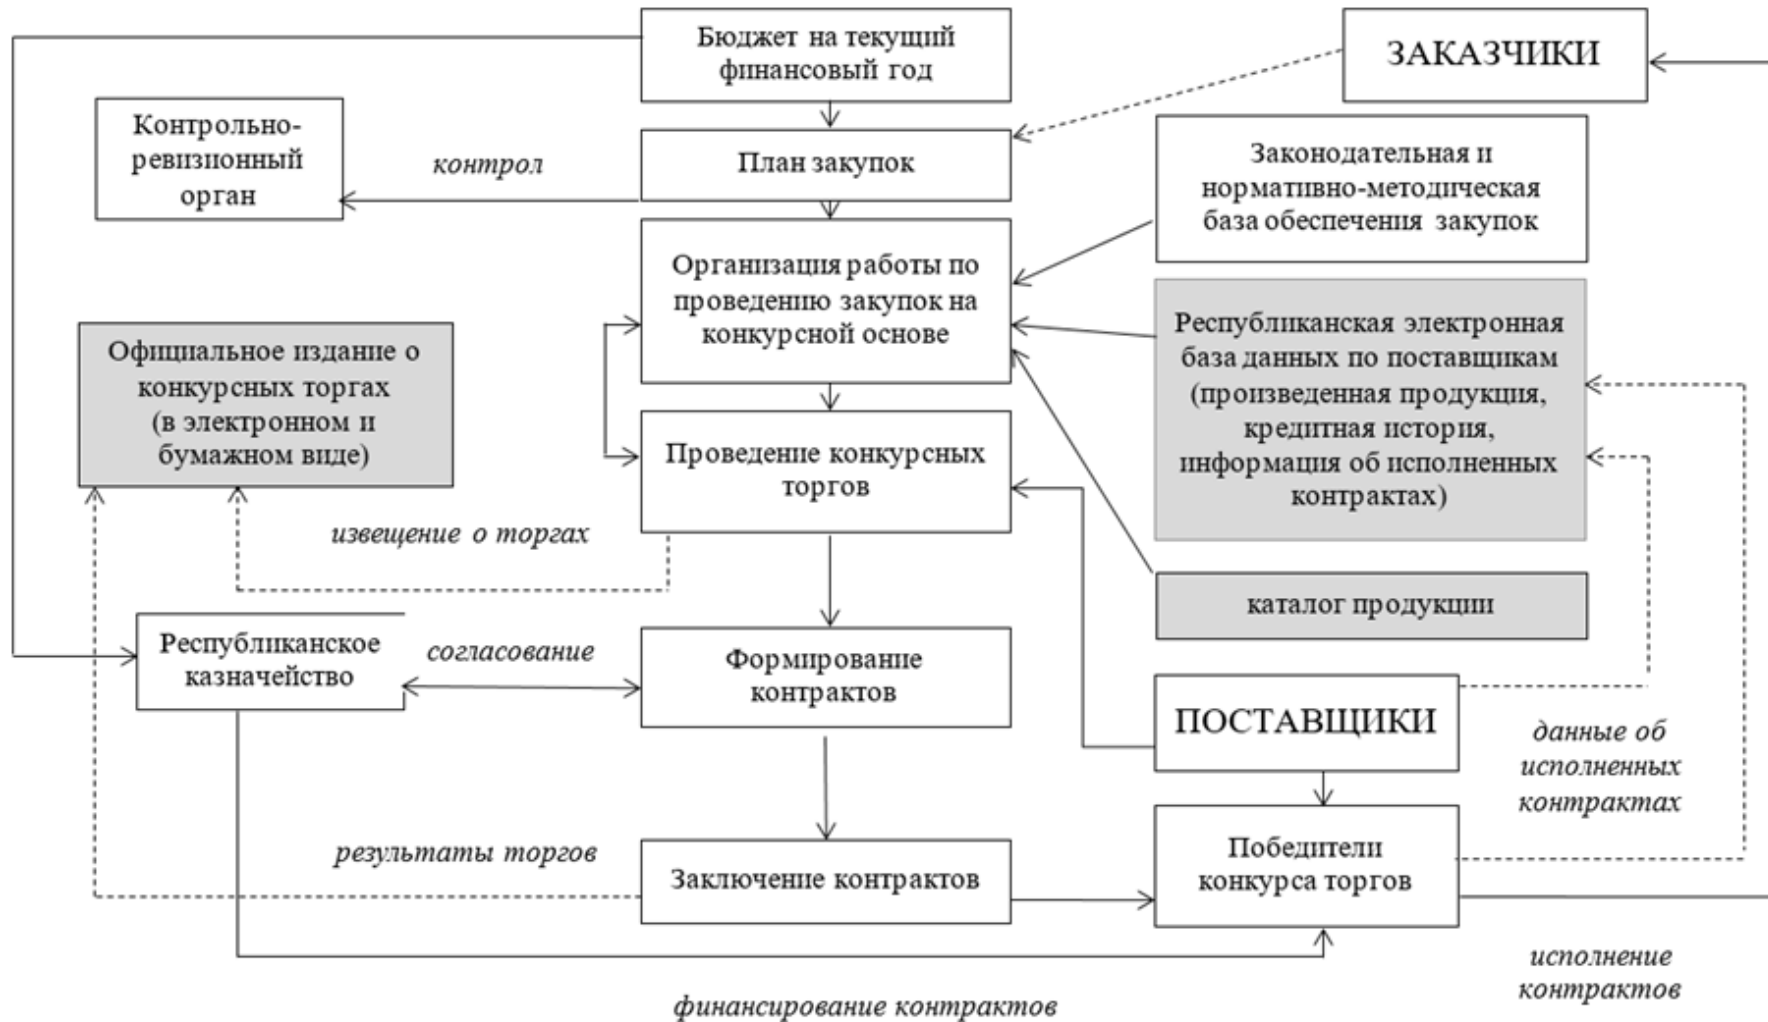 Бюджет на текущий
финансовый год
ЗАКАЗЧИКИ
Контрольно-
ревизионный
орган
контрол
План закупок
Законодательная и
нормативно-методическая
база обеспечения закупок
Организация работы по
проведению закупок на
конкурсной основе
Официальное издание о
конкурсных торгах
(в электронном и
бумажном виде)
Республиканская электронная
база данных по поставщикам
(произведенная продукция,
кредитная история,
информация об исполненных
контрактах)
Проведение конкурсных
торгов
извещение о торгах
каталог продукции
Республиканское
казначейство
согласование
Формирование
контрактов
ПОСТАВЩИКИ
данные об
исполненных
контрактах
результаты торгов
Заключение контрактов
Победители
конкурса торгов
исполнение
контрактов
финансирование контрактов